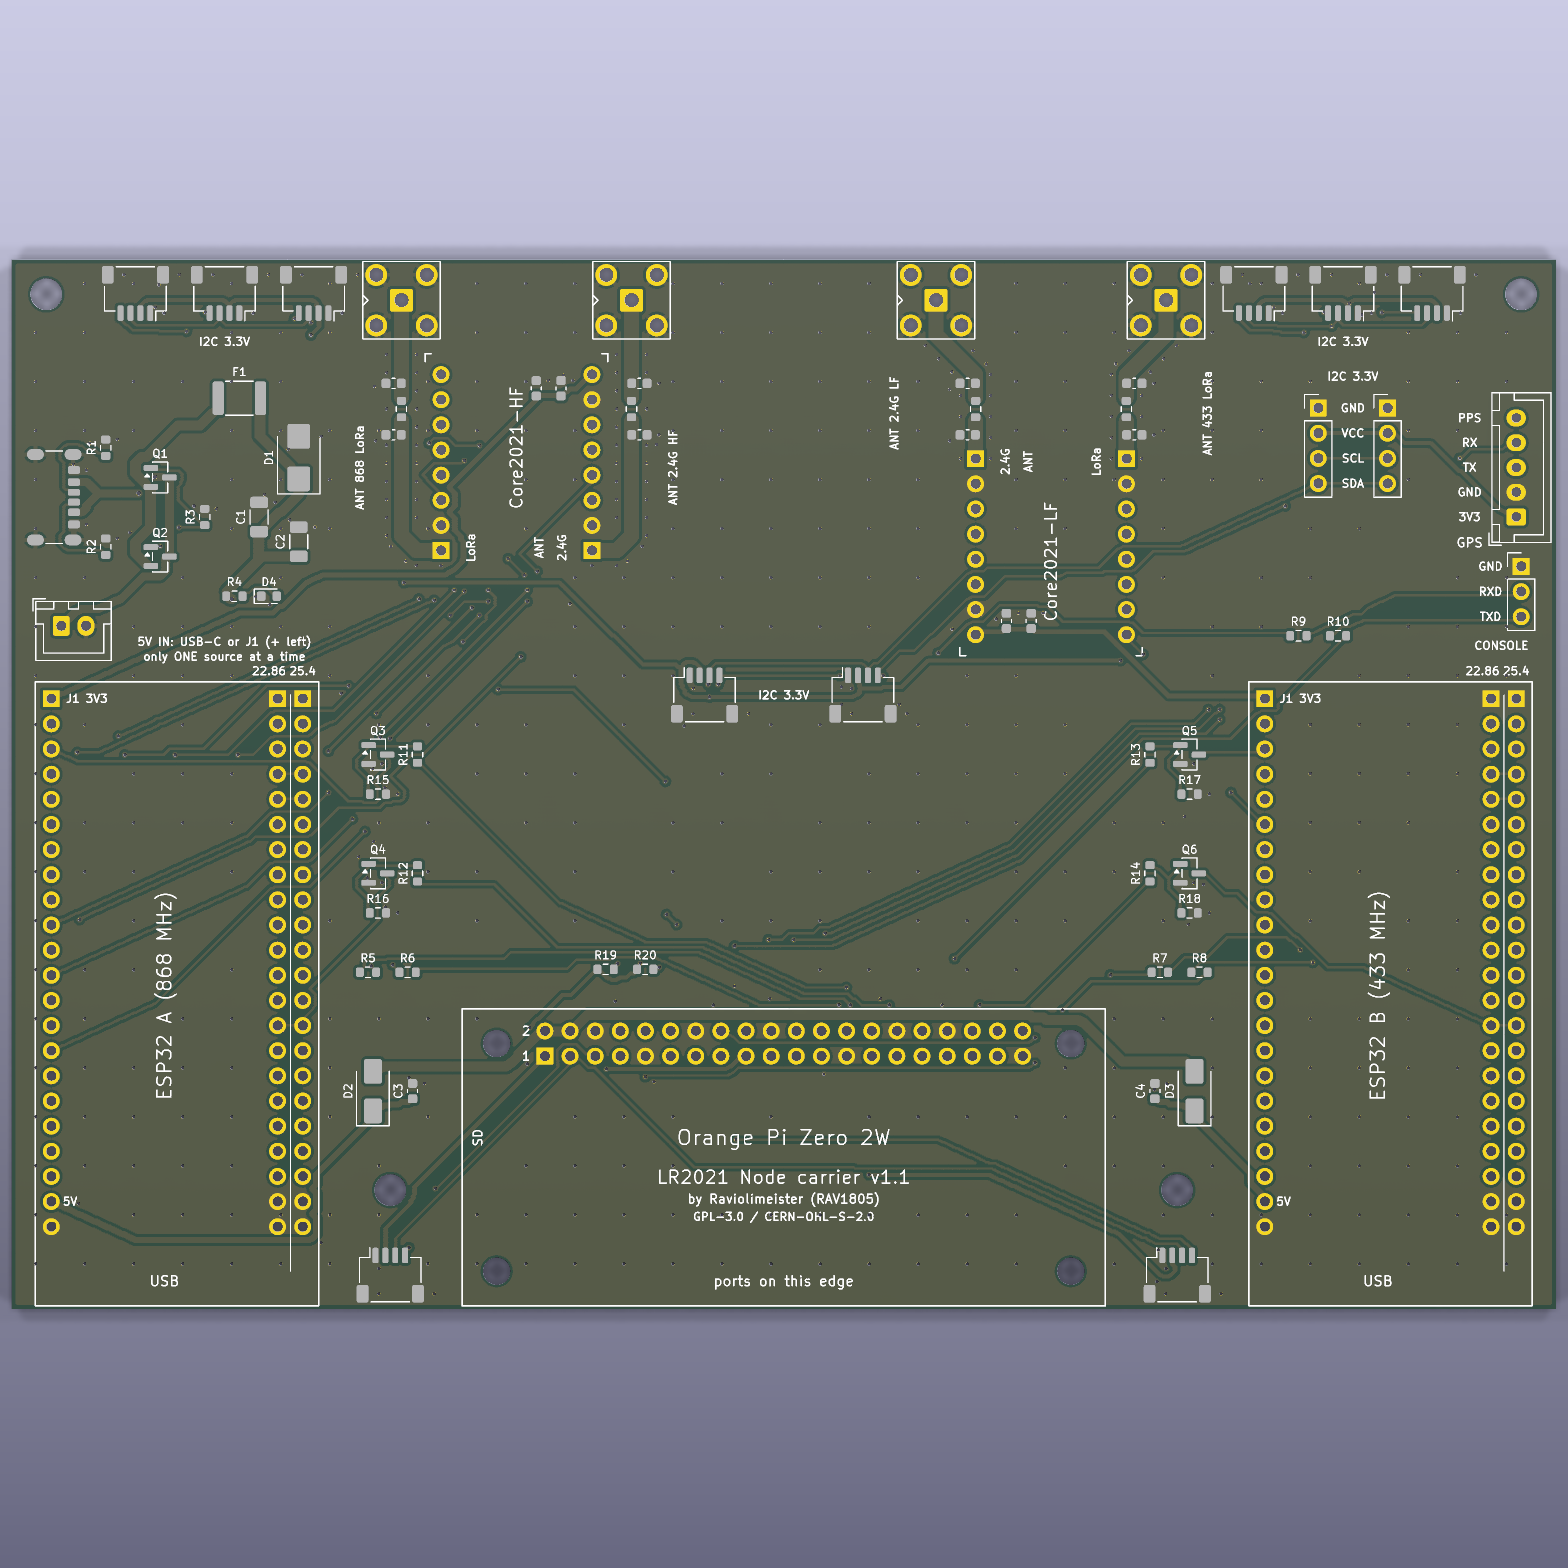 I2C 3.3V
I2C 3.3V
F1
I2C 3.3V
ANT 868 LoRa
Core2021-HF
ANT 2.4G HF
ANT 2.4G LF
ANT 433 LoRa
GND
VCC
SCL
SDA
PPS
RX
TX
GND
3V3
GPS
R1
Q1
D1
R3
C1
Q2
R2
C2
LoRa
ANT
2.4G
2.4G
ANT
LoRa
Core2021-LF
R4
D4
GND
RXD
TXD
R9
R10
CONSOLE
5V IN: USB-C or J1 (+ left)
only ONE source at a time
22.86 25.4
22.86 25.4
J1 3V3
I2C 3.3V
J1 3V3
Q3
R11
R15
R13
Q5
R17
Q4
R12
R16
R14
Q6
R18
ESP32 A (868 MHz)
ESP32 B (433 MHz)
R5
R6
R19
R20
R7
R8
2
1
D2
C3
C4
D3
SD
Orange Pi Zero 2W
LR2021 Node carrier v1.1
by Raviolimeister (RAV1805)
GPL-3.0 / CERN-OHL-S-2.0
5V
5V
USB
ports on this edge
USB